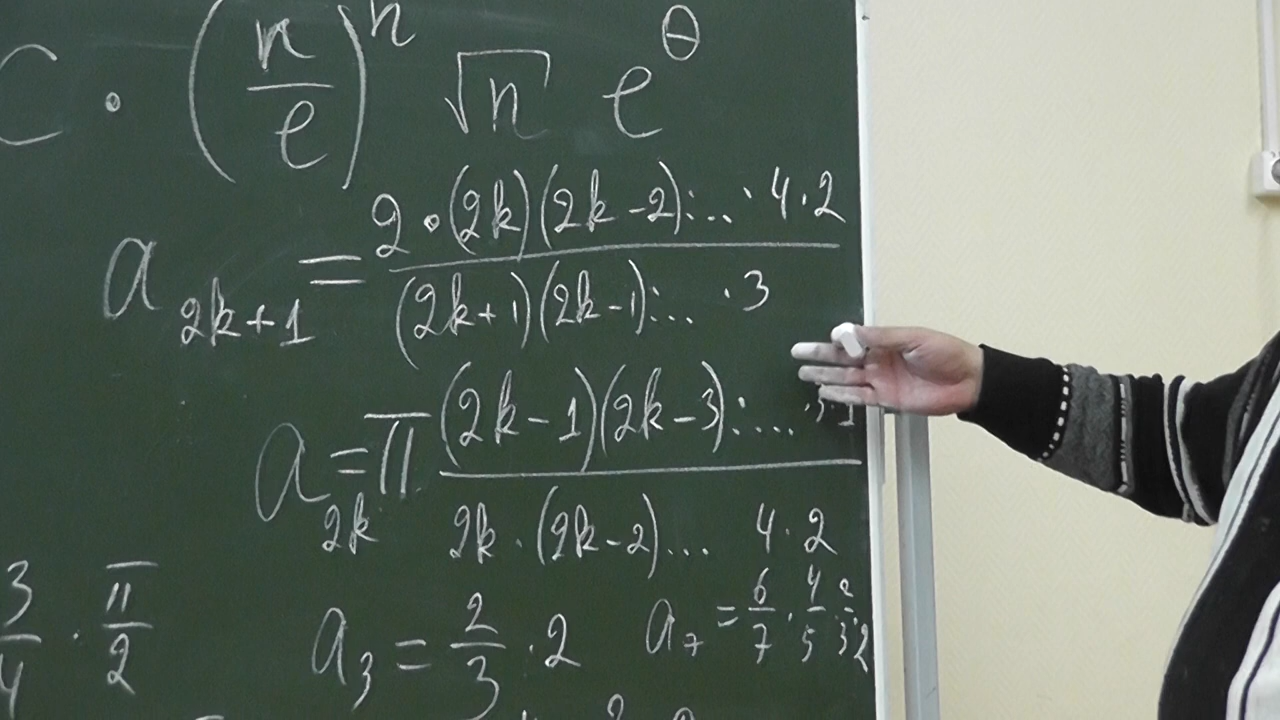 C · (n/e)^n √n e^θ
a_{2k+1} = 2·(2k)(2k-2)·...·4·2 / (2k+1)(2k-1)·...·3
a_{2k} = π (2k-1)(2k-3)·....·3·1 / 2k·(2k-2)... 4·2
3/4 · π/2 a_3 = 2/3 · 2 a_7 = 6/7 · 4/5 · 2/3 · 2